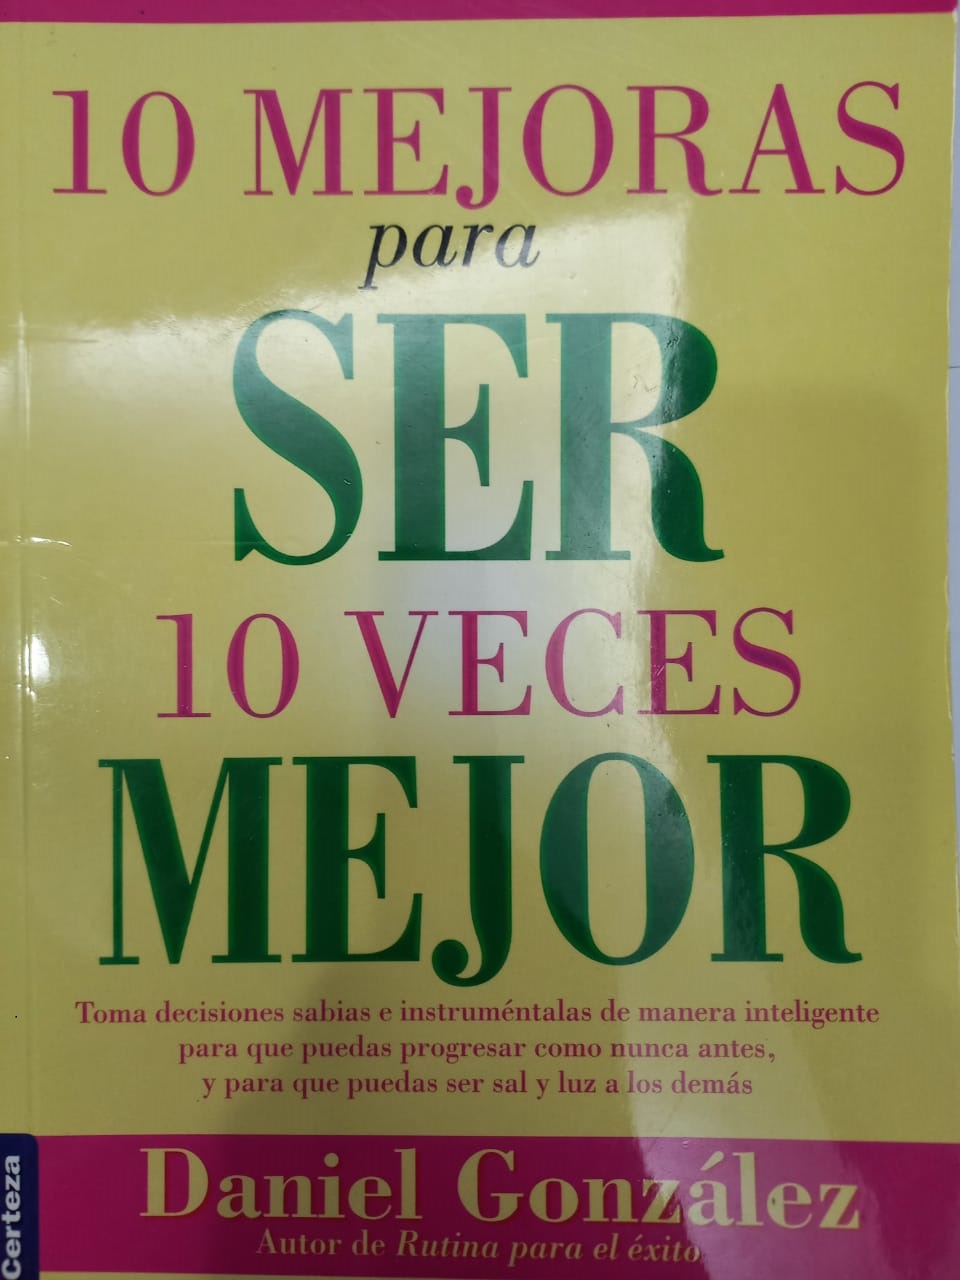 10 MEJORAS
para
SER
10 VECES
MEJOR
Toma decisiones sabias e instruméntalas de manera inteligente
para que puedas progresar como nunca antes,
y para que puedas ser sal y luz a los demás
Daniel González
Autor de Rutina para el éxito
Certeza